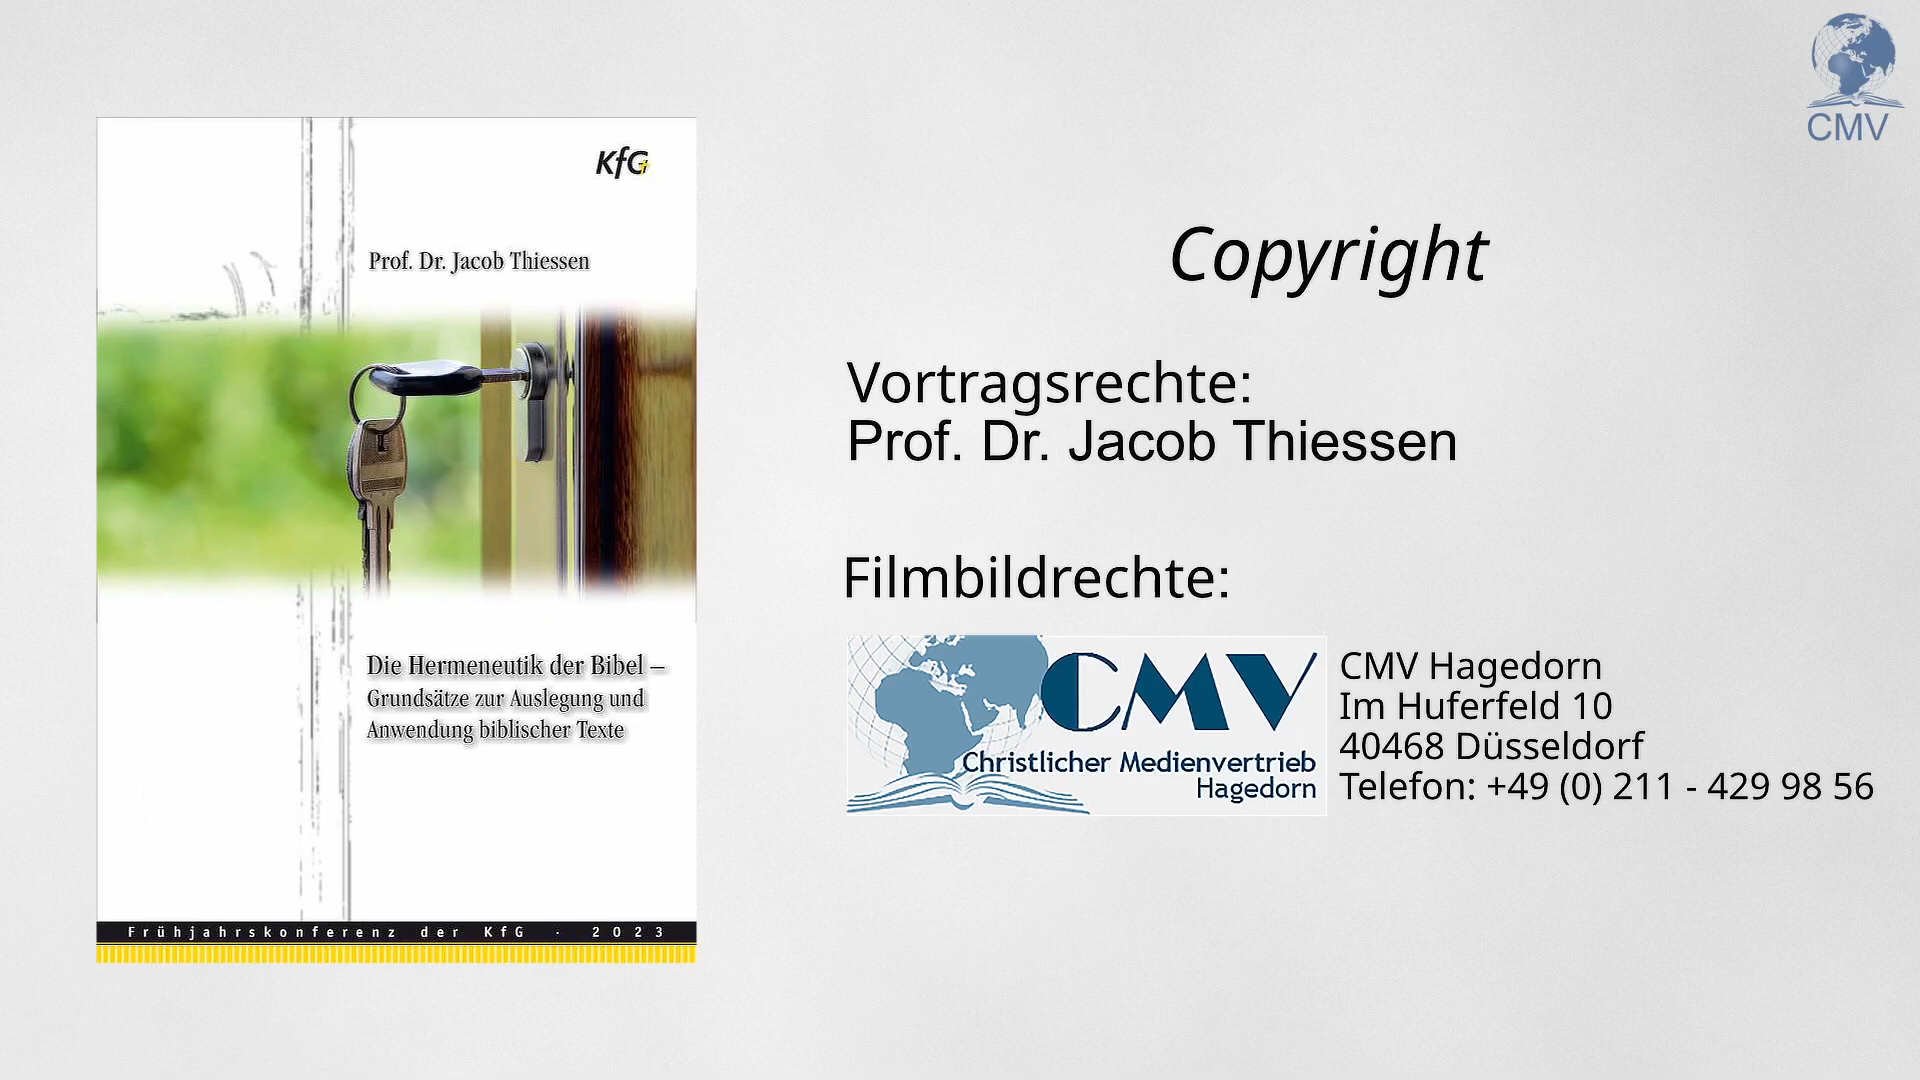 CMV
KfG
Prof. Dr. Jacob Thiessen
Die Hermeneutik der Bibel –
Grundsätze zur Auslegung und
Anwendung biblischer Texte
Frühjahrskonferenz der KfG · 2023
Copyright
Vortragsrechte:
Prof. Dr. Jacob Thiessen
Filmbildrechte:
CMV
Christlicher Medienvertrieb
Hagedorn
CMV Hagedorn
Im Huferfeld 10
40468 Düsseldorf
Telefon: +49 (0) 211 - 429 98 56